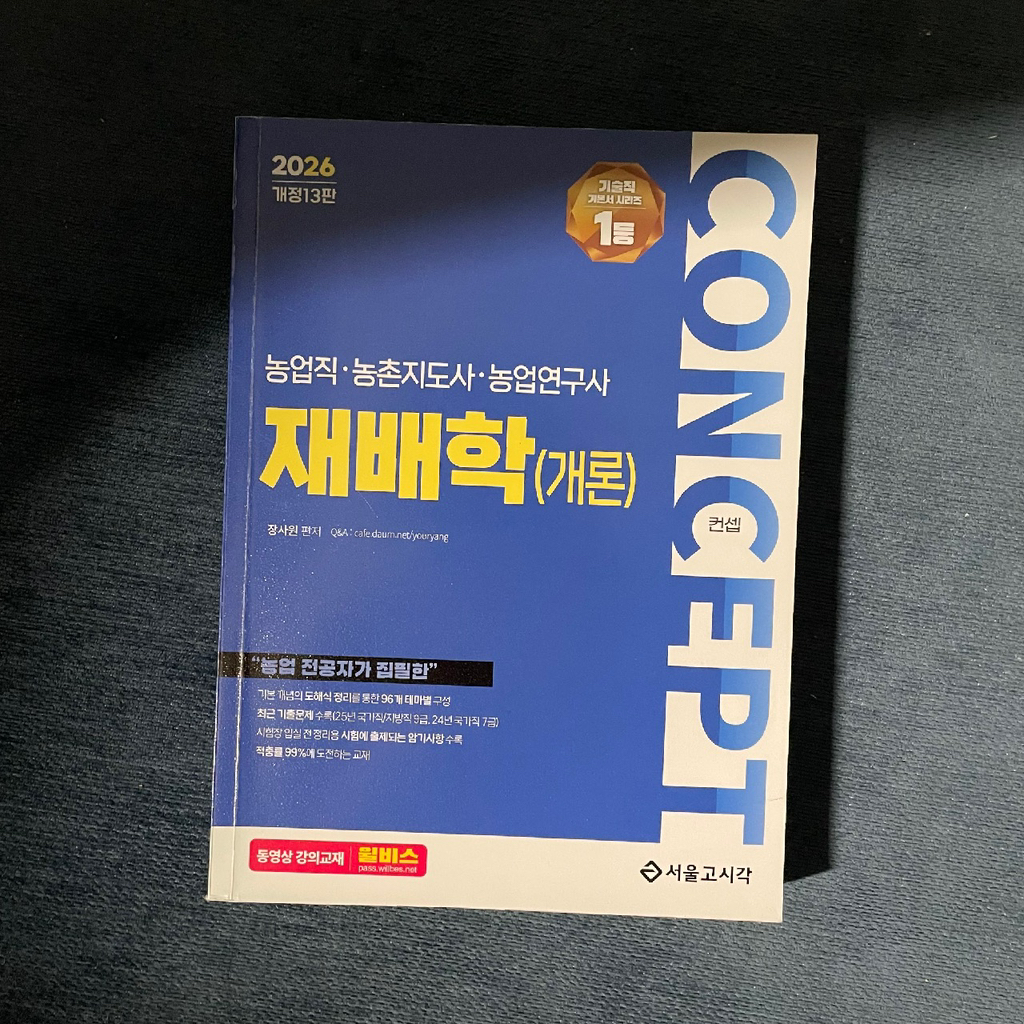 2026
개정13판
기술직
기본서 시리즈
1등
CONCEPT
컨셉
농업직·농촌지도사·농업연구사
재배학(개론)
장사원 편저 Q&A : cafe.daum.net/youryang
"농업 전공자가 집필한"
기본 개념의 도해식 정리를 통한 96개 테마별 구성
최근 기출문제 수록(25년 국가직/지방직 9급, 24년 국가직 7급)
시험장 입실 전 정리용 시험에 출제되는 암기사항 수록
적중률 99%에 도전하는 교재
동영상 강의교재 윌비스
pass.willbes.net
서울고시각